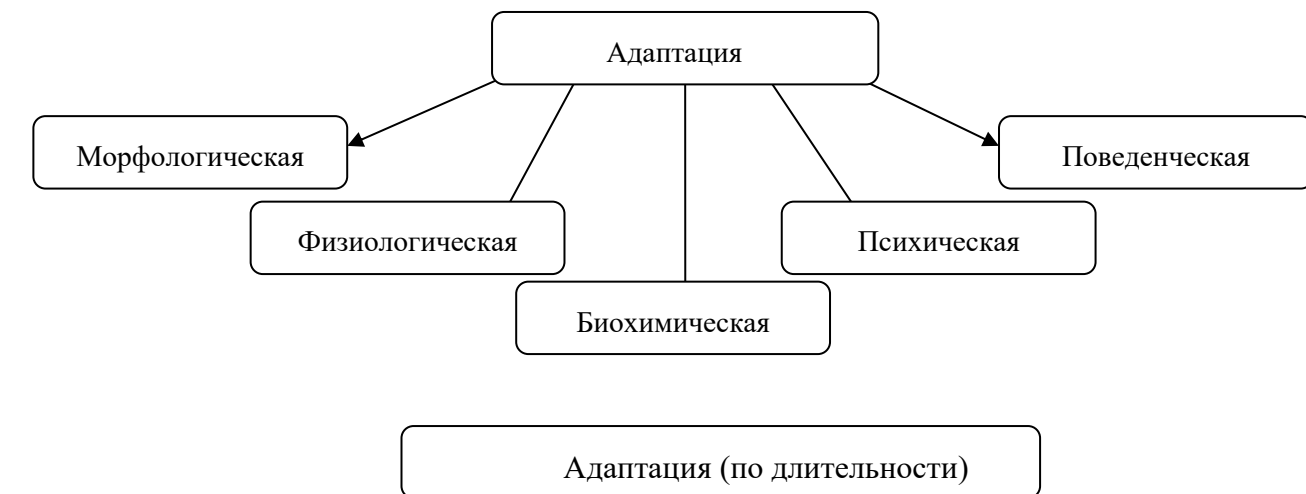 Адаптация
Морфологическая
Поведенческая
Физиологическая
Психическая
Биохимическая
Адаптация (по длительности)